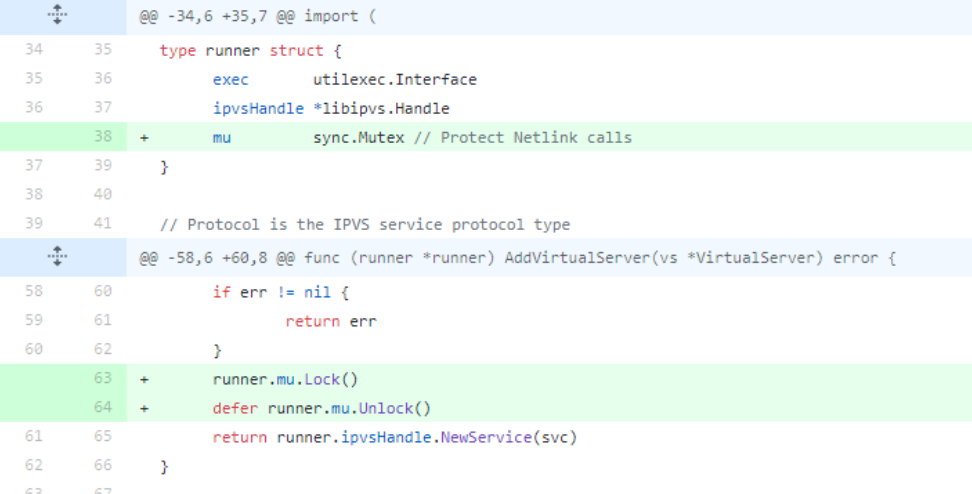 @@ -34,6 +35,7 @@ import (
34 35 type runner struct {
35 36 exec utilexec.Interface
36 37 ipvsHandle *libipvs.Handle
38 + mu sync.Mutex // Protect Netlink calls
37 39 }
38 40
39 41 // Protocol is the IPVS service protocol type
@@ -58,6 +60,8 @@ func (runner *runner) AddVirtualServer(vs *VirtualServer) error {
58 60 if err != nil {
59 61 return err
60 62 }
63 + runner.mu.Lock()
64 + defer runner.mu.Unlock()
61 65 return runner.ipvsHandle.NewService(svc)
62 66 }
63 67